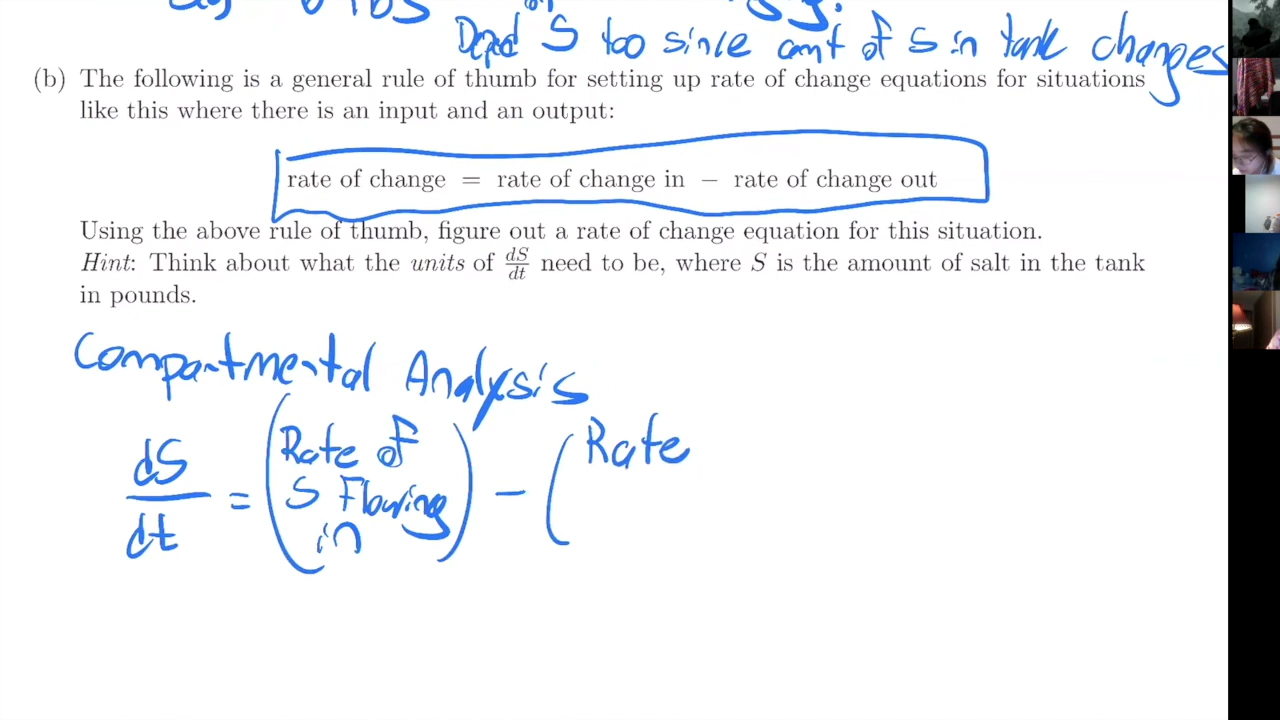 Depend S too since amt of S in tank changes
(b) The following is a general rule of thumb for setting up rate of change equations for situations
like this where there is an input and an output:
rate of change = rate of change in − rate of change out
Using the above rule of thumb, figure out a rate of change equation for this situation.
Hint: Think about what the units of dS/dt need to be, where S is the amount of salt in the tank
in pounds.
Compartmental Analysis
dS/dt = (Rate of S Flowing in) − (Rate